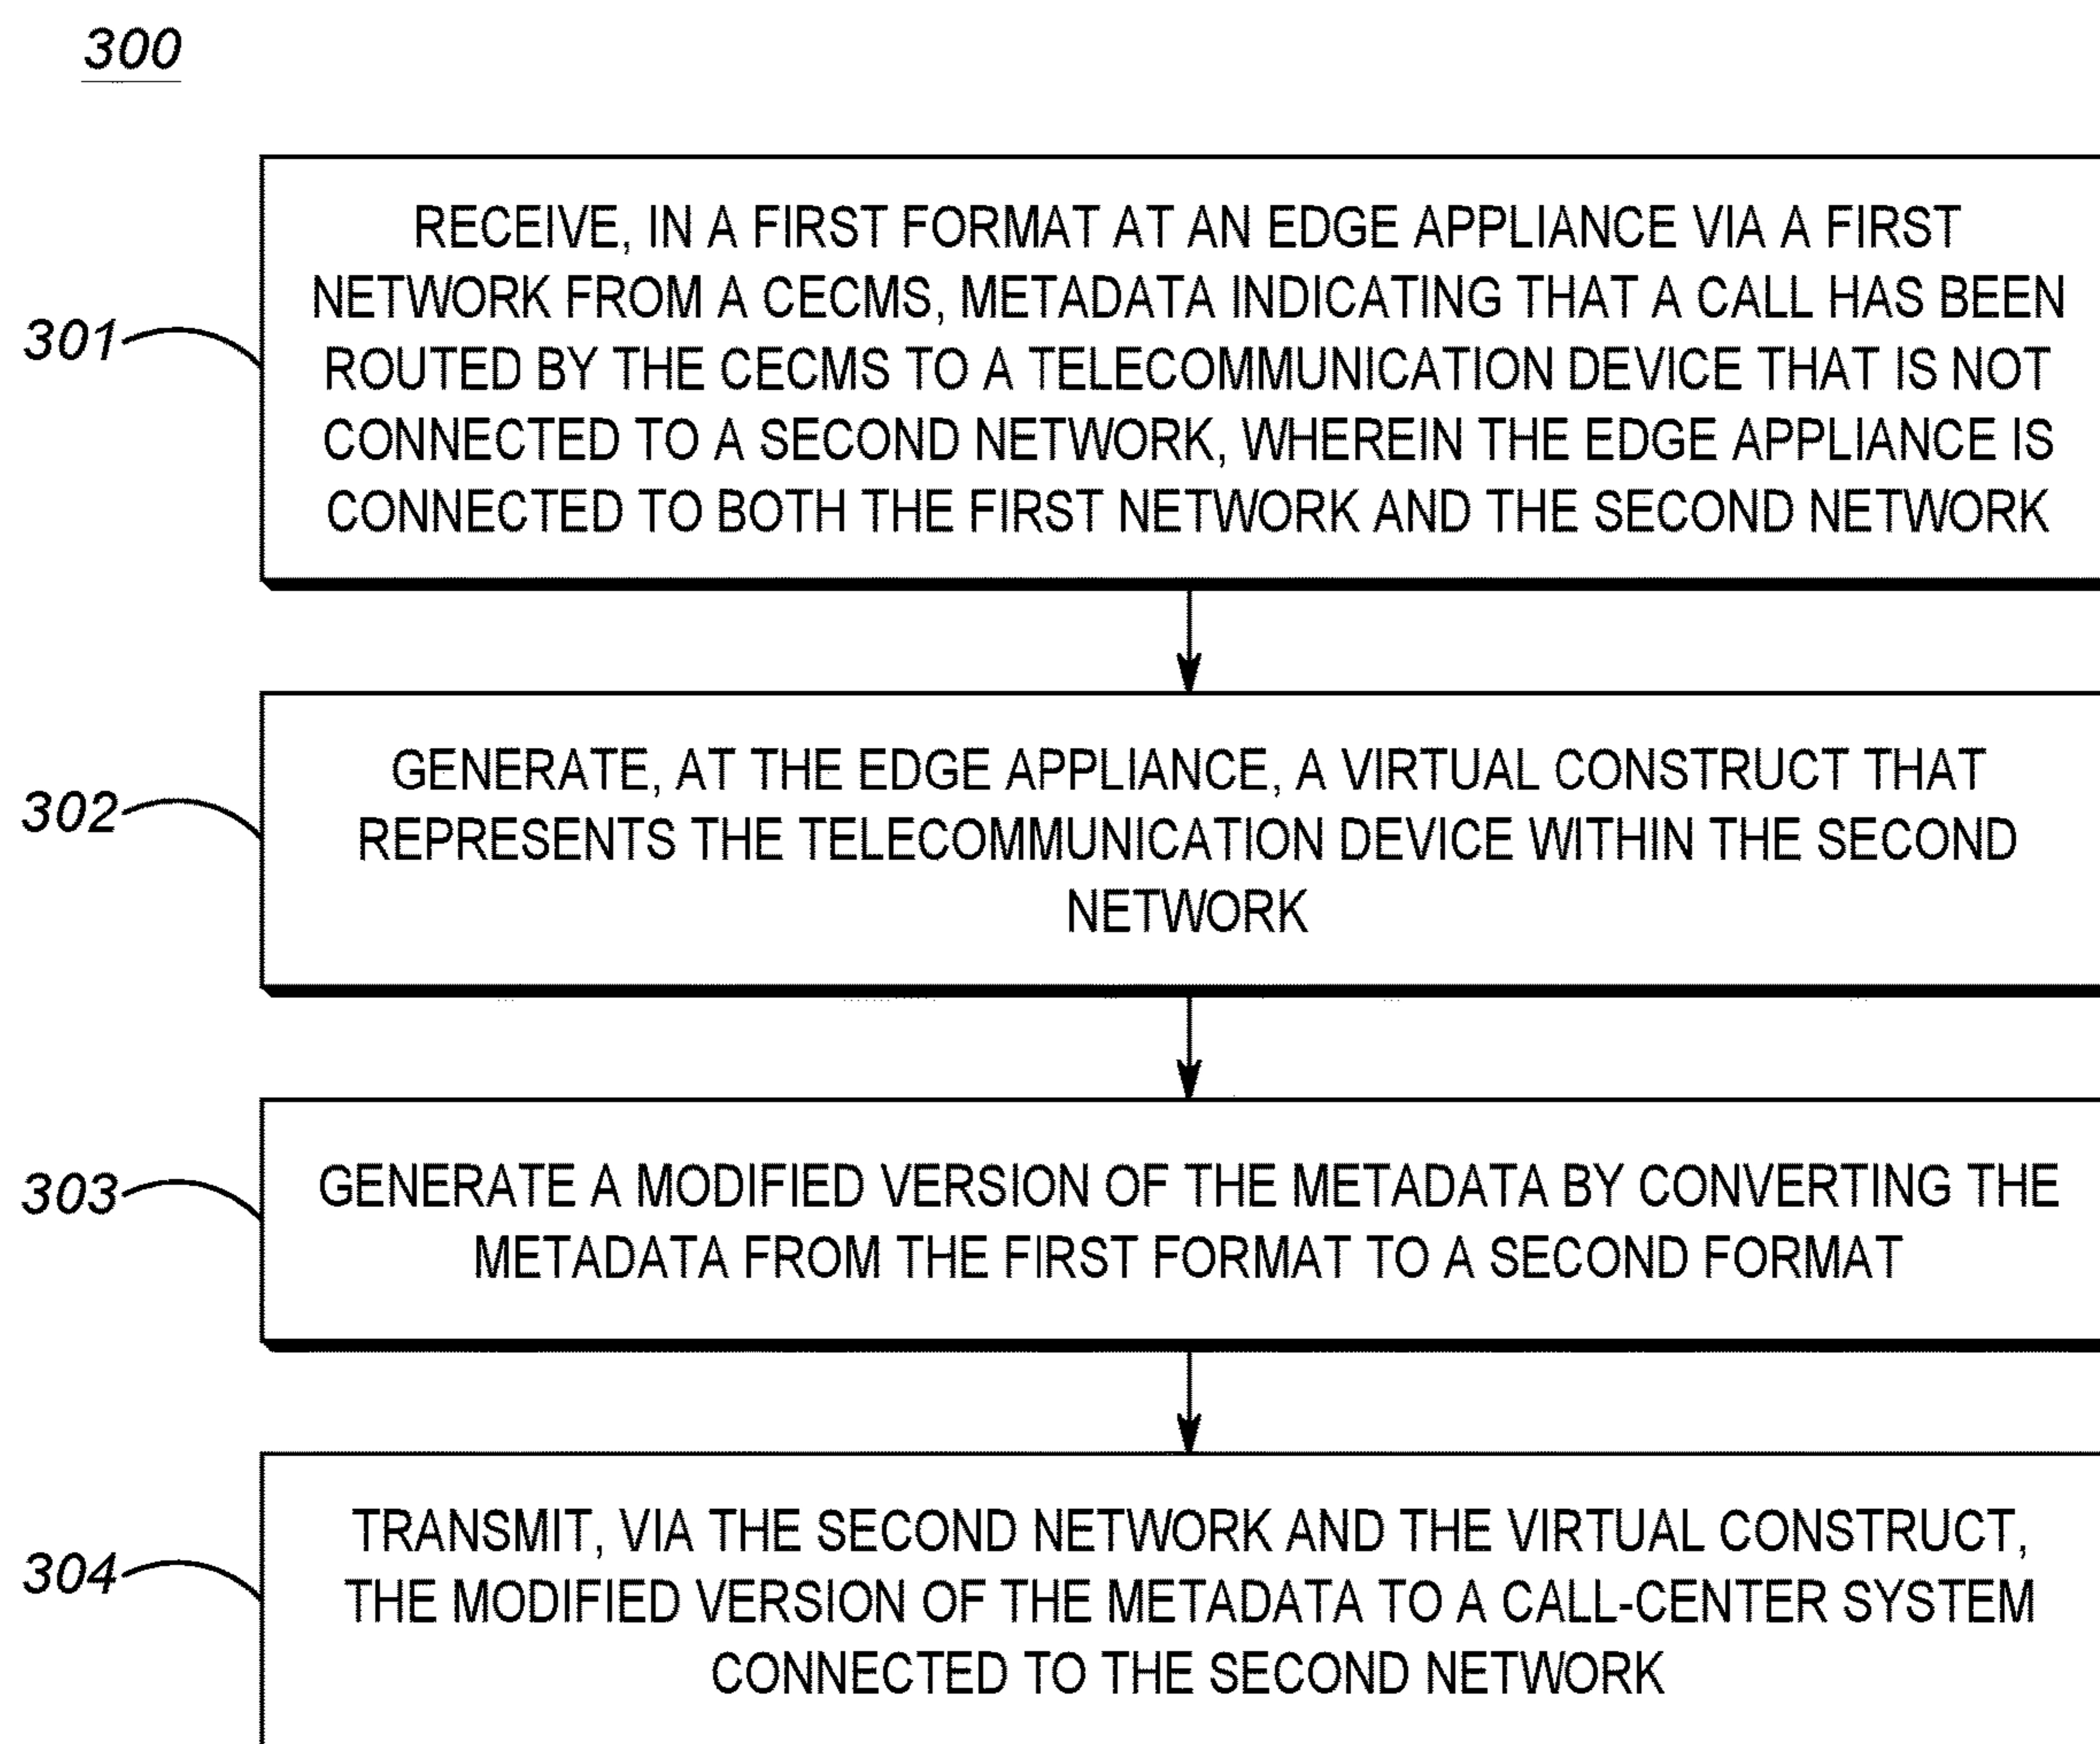 300
301
RECEIVE, IN A FIRST FORMAT AT AN EDGE APPLIANCE VIA A FIRST
NETWORK FROM A CECMS, METADATA INDICATING THAT A CALL HAS BEEN
ROUTED BY THE CECMS TO A TELECOMMUNICATION DEVICE THAT IS NOT
CONNECTED TO A SECOND NETWORK, WHEREIN THE EDGE APPLIANCE IS
CONNECTED TO BOTH THE FIRST NETWORK AND THE SECOND NETWORK
302
GENERATE, AT THE EDGE APPLIANCE, A VIRTUAL CONSTRUCT THAT
REPRESENTS THE TELECOMMUNICATION DEVICE WITHIN THE SECOND
NETWORK
303
GENERATE A MODIFIED VERSION OF THE METADATA BY CONVERTING THE
METADATA FROM THE FIRST FORMAT TO A SECOND FORMAT
304
TRANSMIT, VIA THE SECOND NETWORK AND THE VIRTUAL CONSTRUCT,
THE MODIFIED VERSION OF THE METADATA TO A CALL-CENTER SYSTEM
CONNECTED TO THE SECOND NETWORK